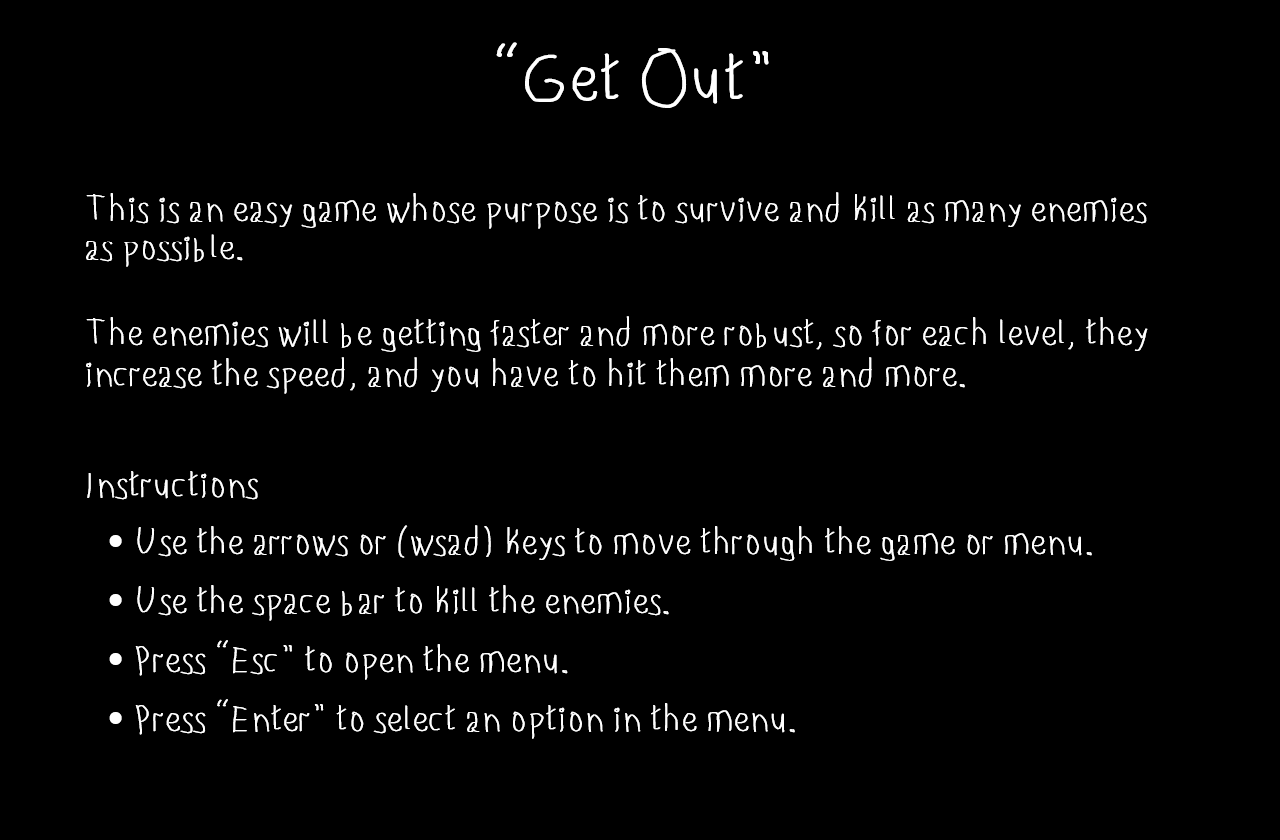 “Get Out”
This is an easy game whose purpose is to survive and kill as many enemies
as possible.
The enemies will be getting faster and more robust, so for each level, they
increase the speed, and you have to hit them more and more.
Instructions
• Use the arrows or (wsad) keys to move through the game or menu.
• Use the space bar to kill the enemies.
• Press “Esc” to open the menu.
• Press “Enter” to select an option in the menu.